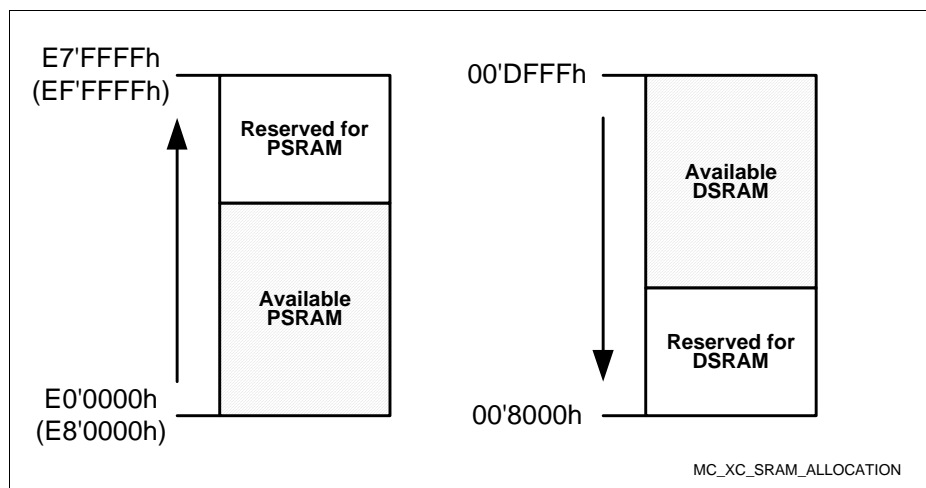 E7'FFFFh
(EF'FFFFh)
Reserved for
PSRAM
Available
PSRAM
E0'0000h
(E8'0000h)
00'DFFFh
Available
DSRAM
Reserved for
DSRAM
00'8000h
MC_XC_SRAM_ALLOCATION